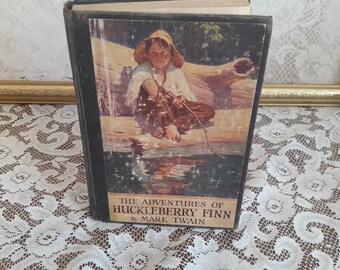 THE ADVENTURES OF
HUCKLEBERRY FINN
By MARK TWAIN